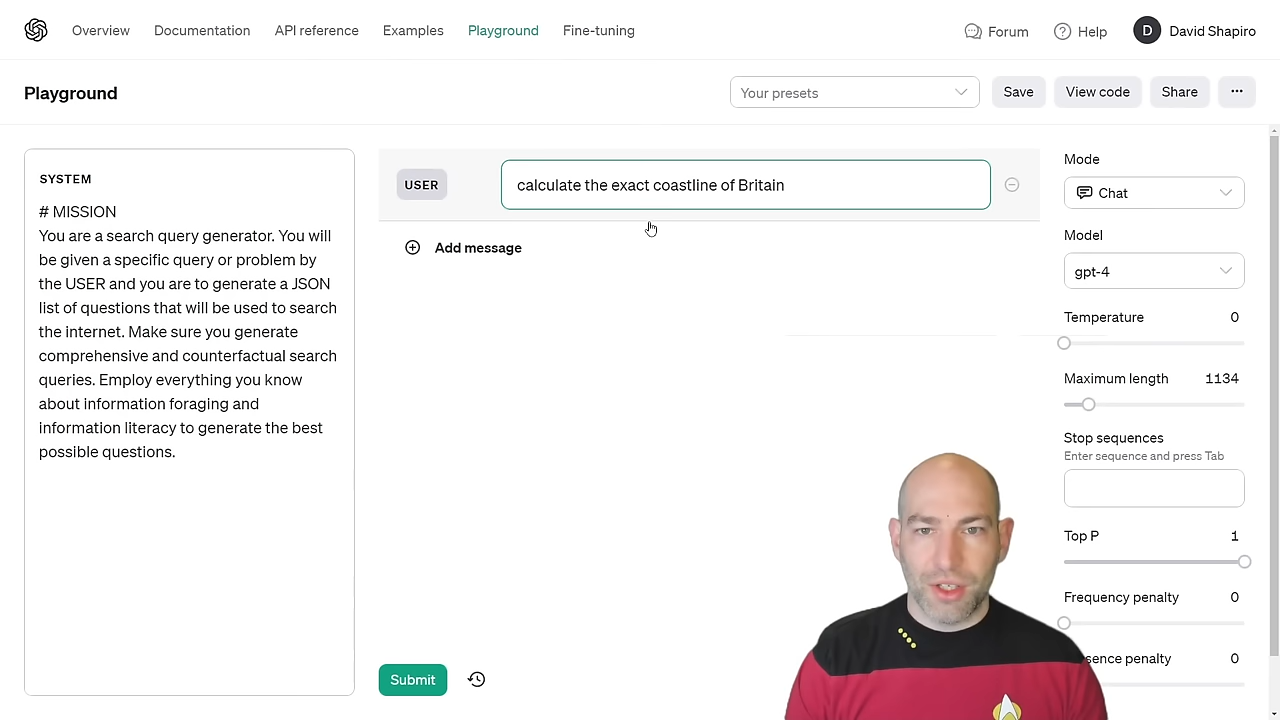 Overview Documentation API reference Examples Playground Fine-tuning Forum Help D David Shapiro
Playground
Your presets
Save View code Share ...
SYSTEM
# MISSION
You are a search query generator. You will
be given a specific query or problem by
the USER and you are to generate a JSON
list of questions that will be used to search
the internet. Make sure you generate
comprehensive and counterfactual search
queries. Employ everything you know
about information foraging and
information literacy to generate the best
possible questions.
USER calculate the exact coastline of Britain
Add message
Submit
Mode
Chat
Model
gpt-4
Temperature 0
Maximum length 1134
Stop sequences
Enter sequence and press Tab
Top P 1
Frequency penalty 0
penalty 0